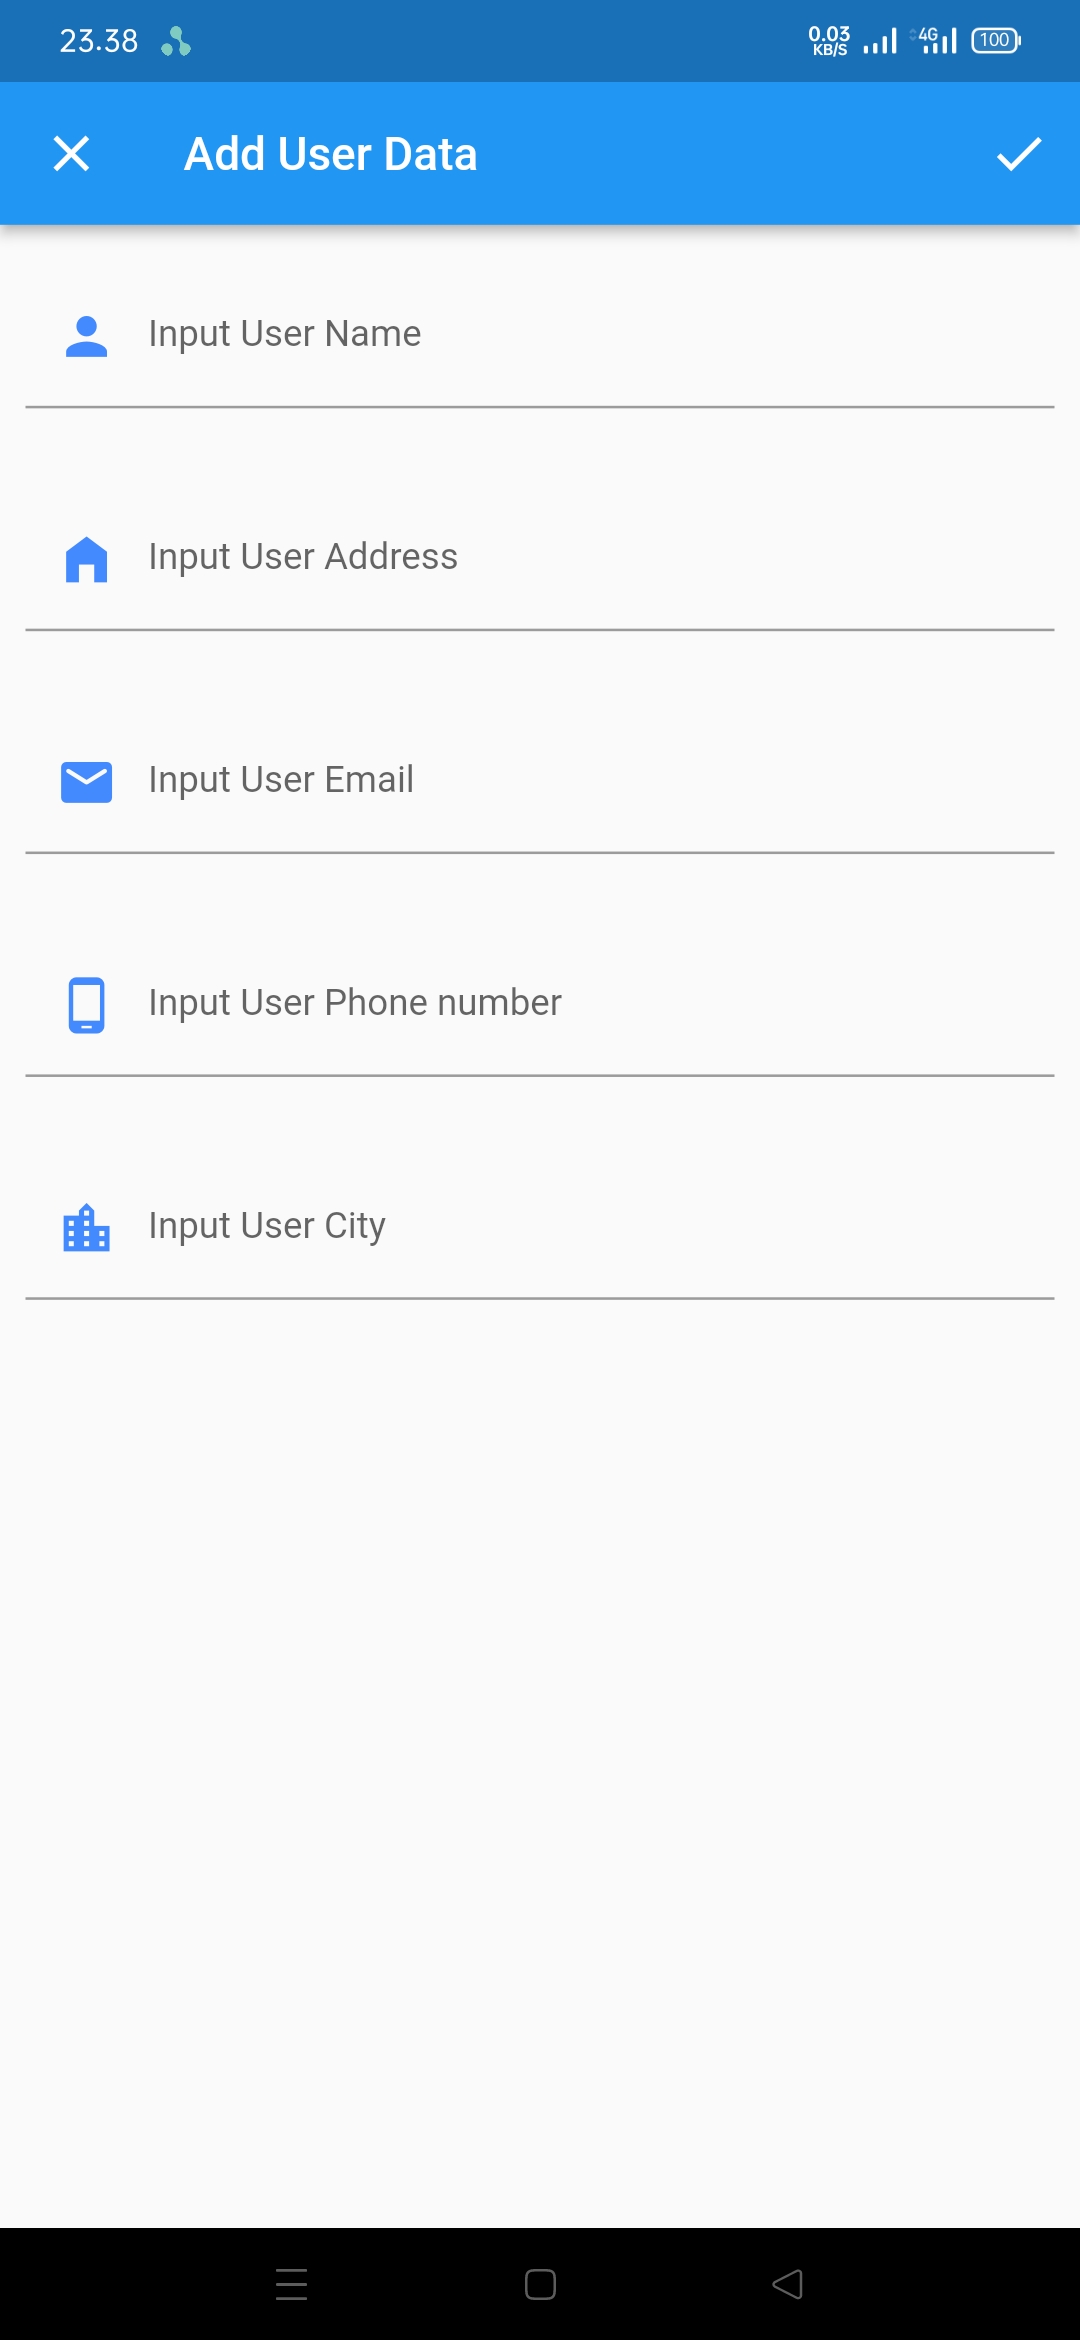 23.38
0.03
KB/S
4G
100
Add User Data
Input User Name
Input User Address
Input User Email
Input User Phone number
Input User City